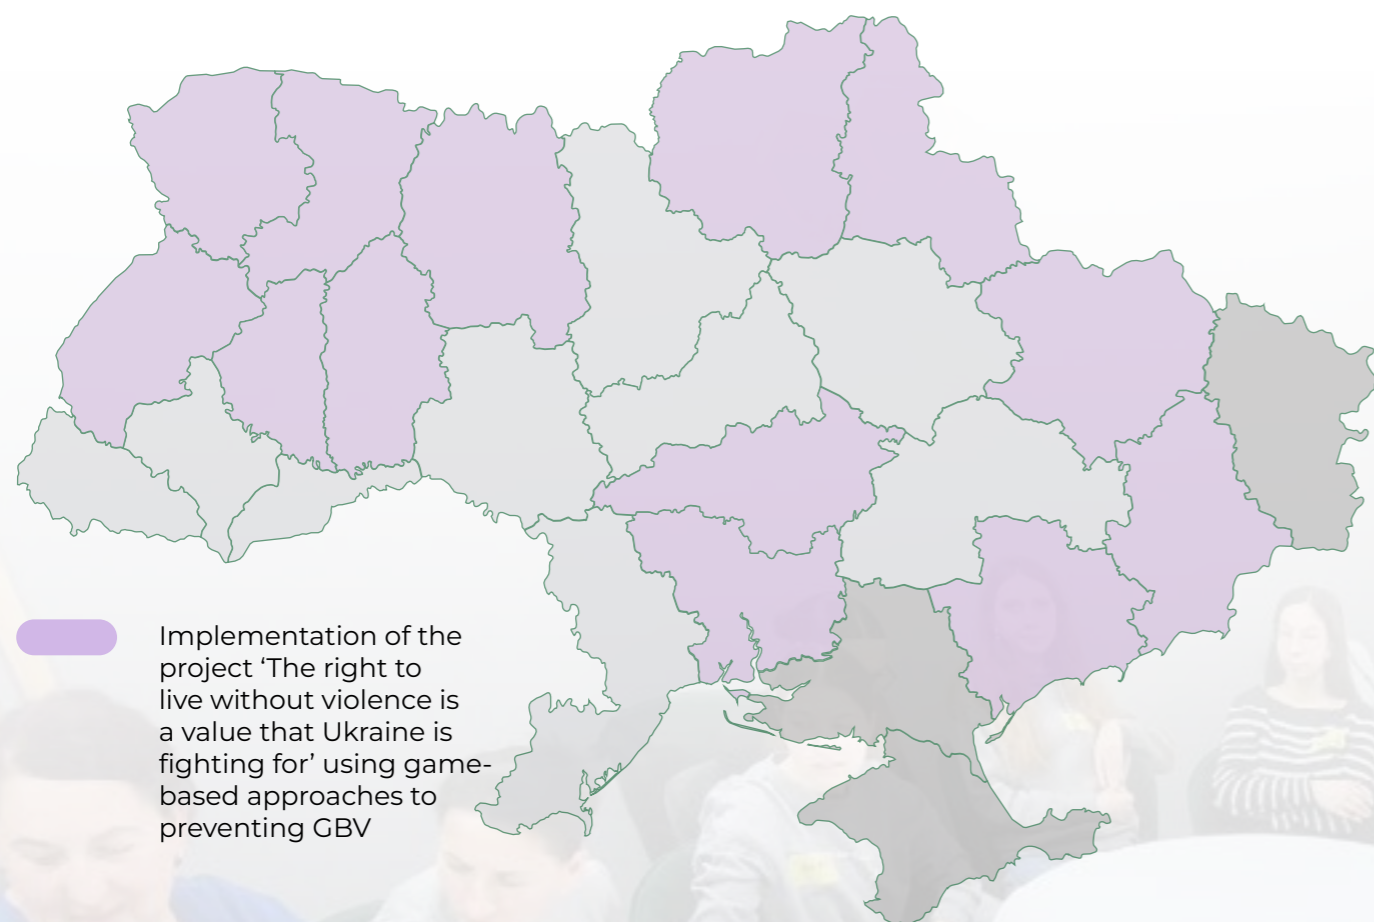 Implementation of the
project ‘The right to
live without violence is
a value that Ukraine is
fighting for’ using game-
based approaches to
preventing GBV